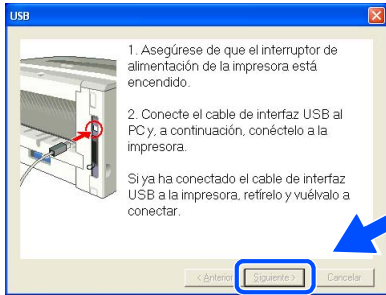 USB
1. Asegúrese de que el interruptor de
alimentación de la impresora está
encendido.
2. Conecte el cable de interfaz USB al
PC y, a continuación, conéctelo a la
impresora.
Si ya ha conectado el cable de interfaz
USB a la impresora, retírelo y vuélvalo a
conectar.
< Anterior Siguiente > Cancelar